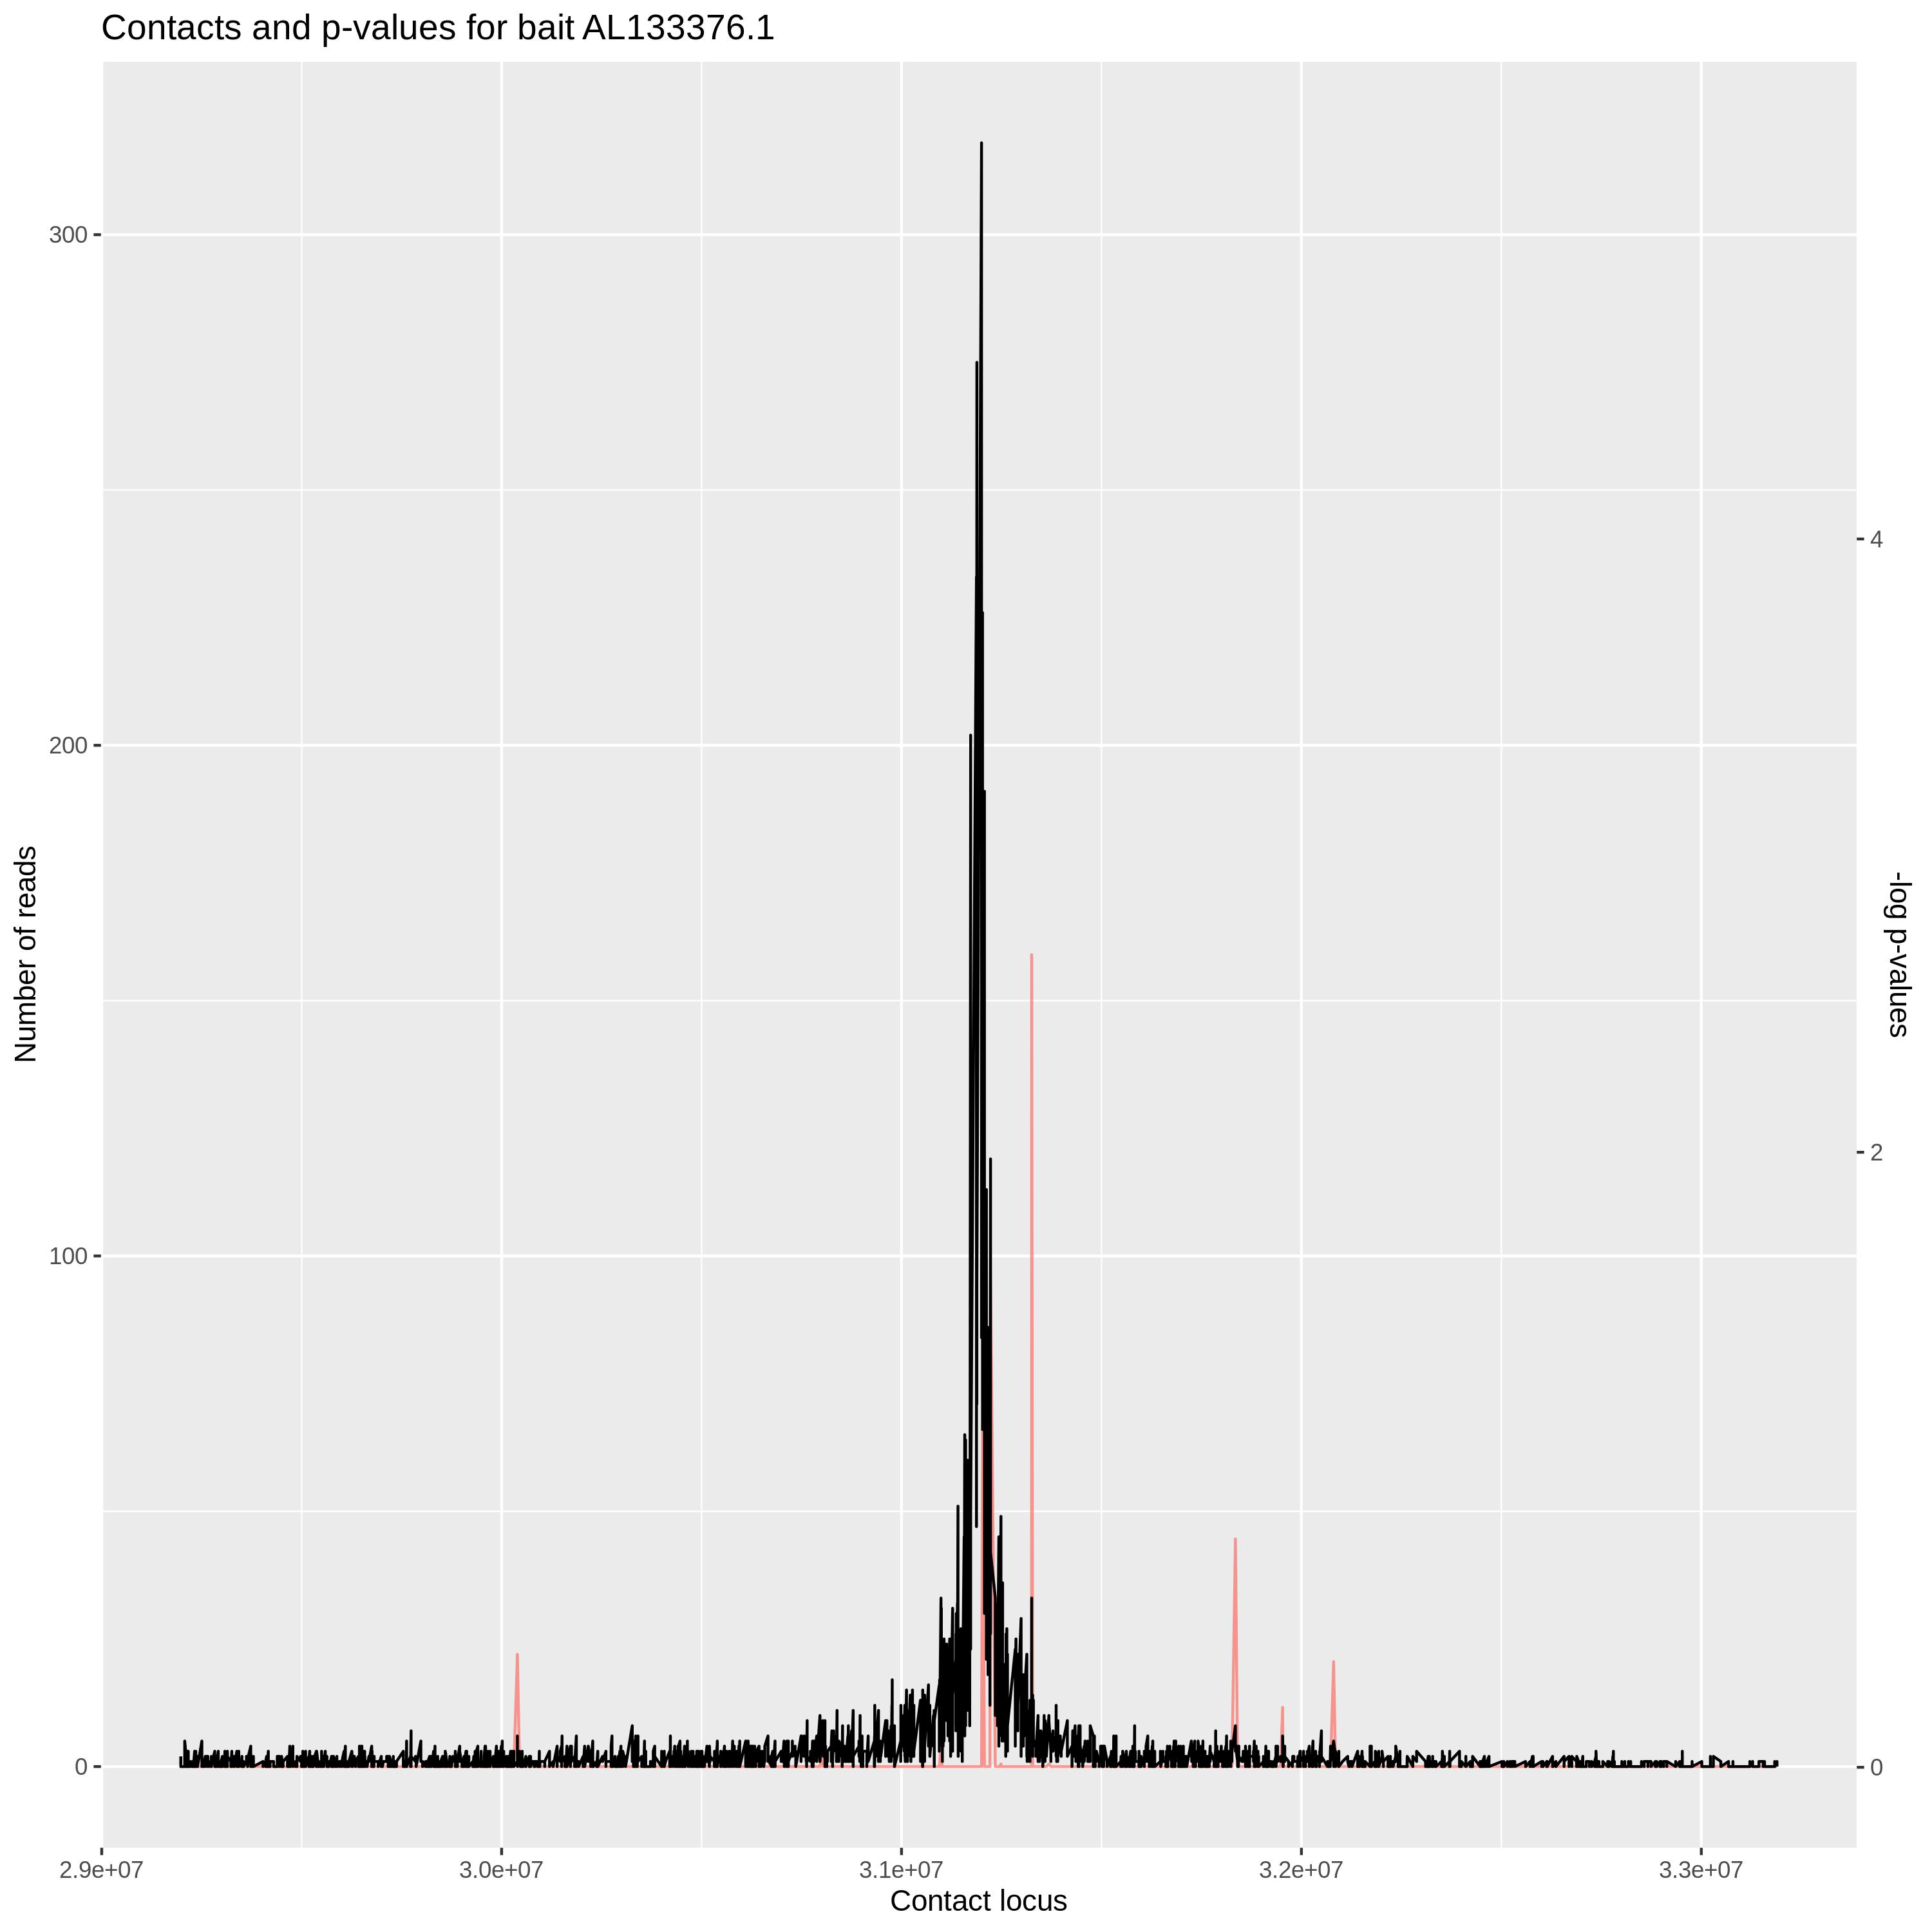 Contacts and p-values for bait AL133376.1
300
200
100
0
Number of reads
4
2
0
-log p-values
2.9e+07 3.0e+07 3.1e+07 3.2e+07 3.3e+07
Contact locus